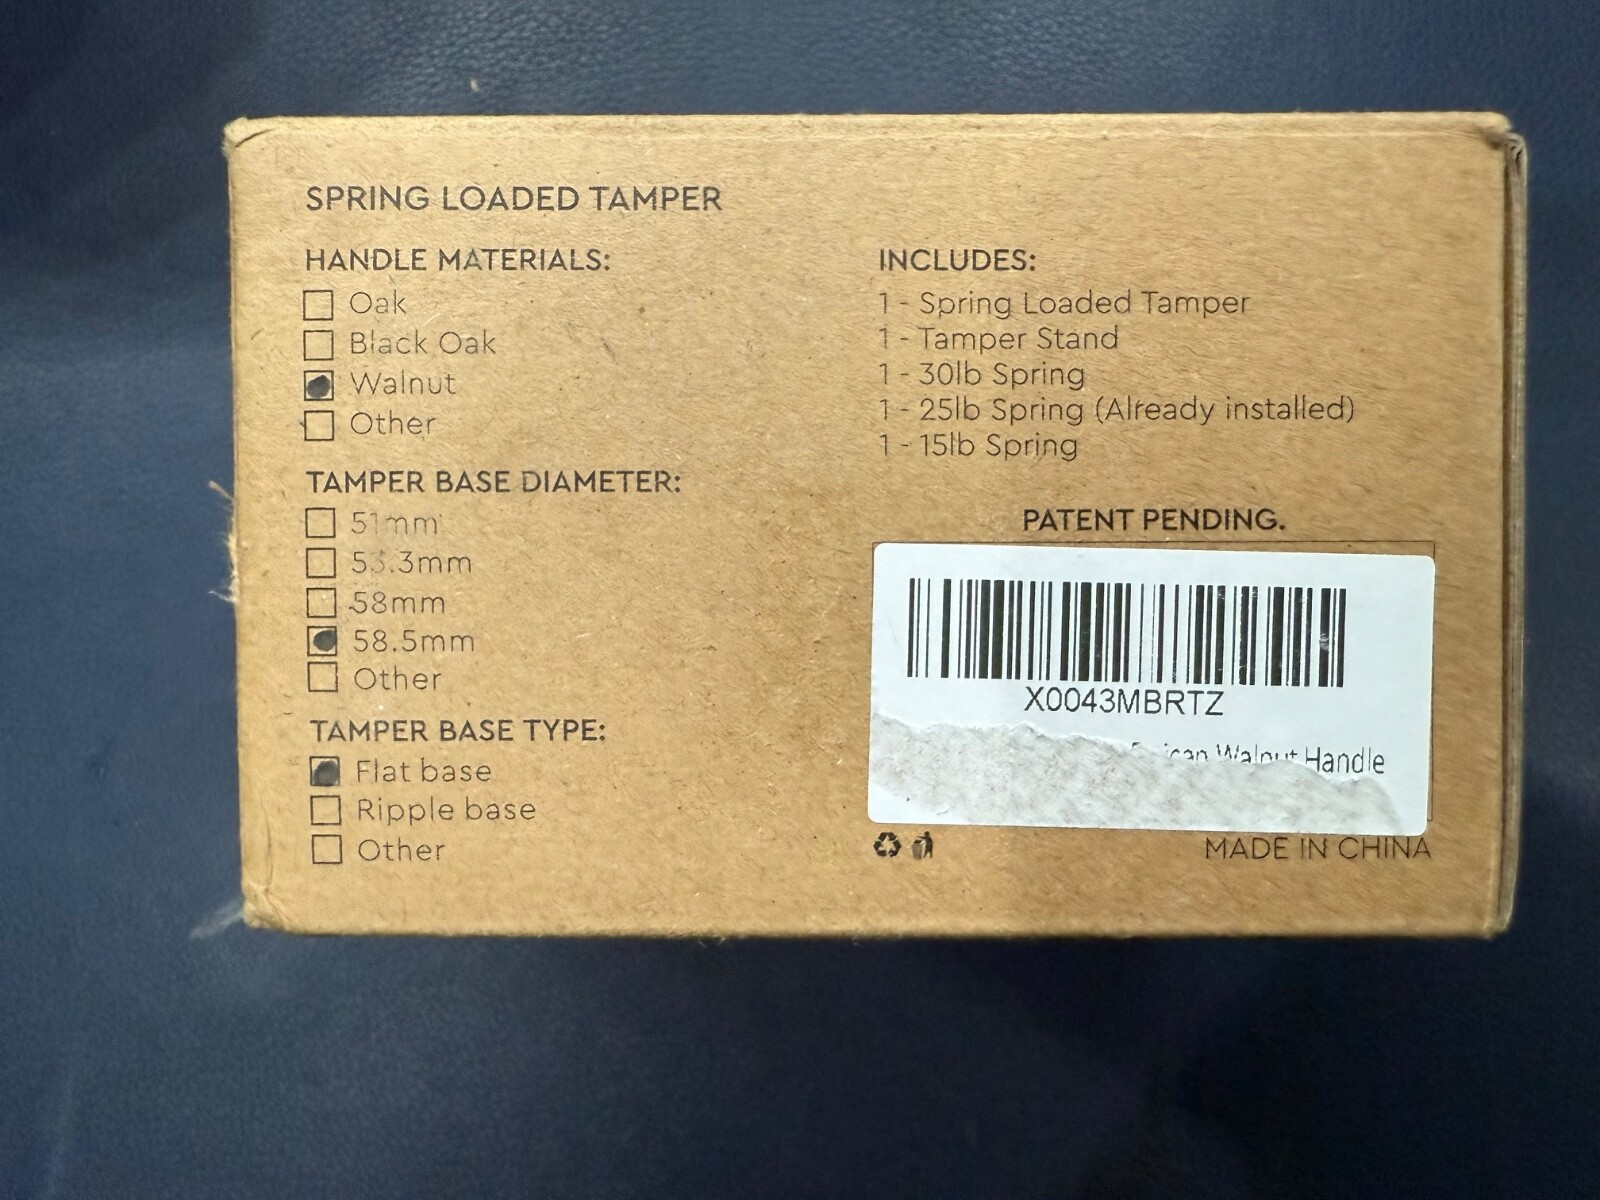 SPRING LOADED TAMPER
HANDLE MATERIALS:
Oak
Black Oak
Walnut
Other
TAMPER BASE DIAMETER:
51mm
53.3mm
58mm
58.5mm
Other
TAMPER BASE TYPE:
Flat base
Ripple base
Other
INCLUDES:
1 - Spring Loaded Tamper
1 - Tamper Stand
1 - 30lb Spring
1 - 25lb Spring (Already installed)
1 - 15lb Spring
PATENT PENDING.
X0043MBRTZ
Walnut Handle
MADE IN CHINA